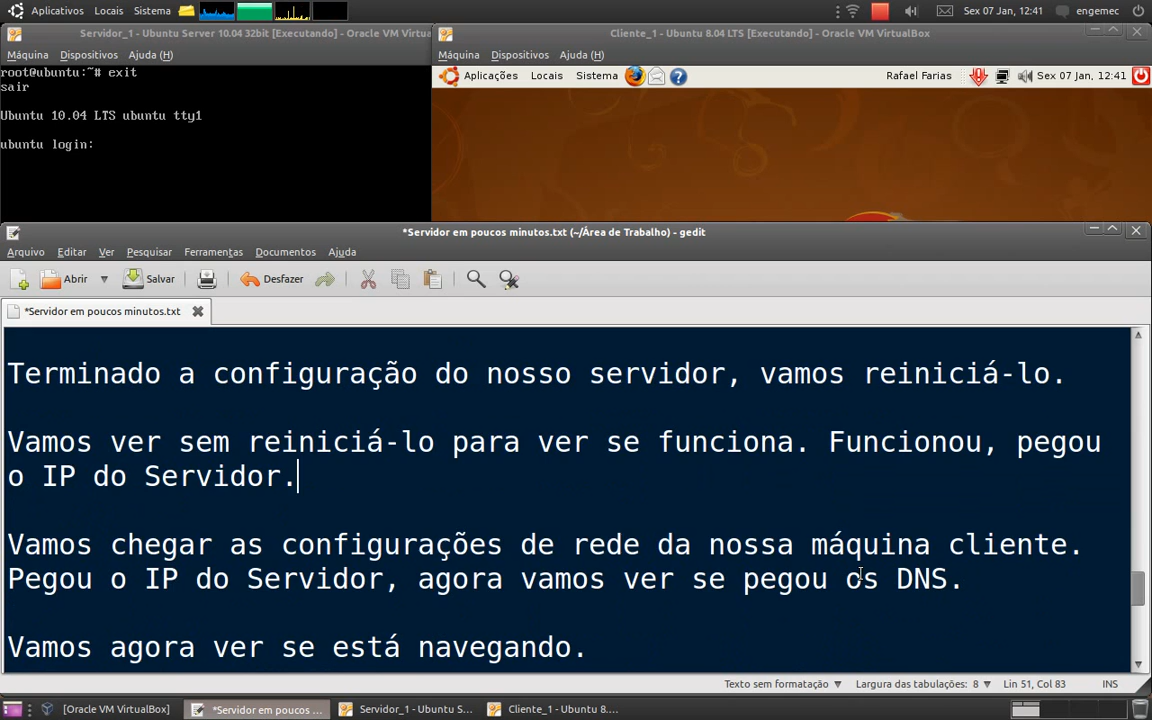 Aplicativos Locais Sistema Sex 07 Jan, 12:41 engemec
Servidor_1 - Ubuntu Server 10.04 32bit [Executando] - Oracle VM Virtual
Máquina Dispositivos Ajuda (H)
root@ubuntu:~# exit
sair
Ubuntu 10.04 LTS ubuntu tty1
ubuntu login:
Cliente_1 - Ubuntu 8.04 LTS [Executando] - Oracle VM VirtualBox
Máquina Dispositivos Ajuda (H)
Aplicações Locais Sistema Rafael Farias Sex 07 Jan, 12:41
*Servidor em poucos minutos.txt (~/Área de Trabalho) - gedit
Arquivo Editar Ver Pesquisar Ferramentas Documentos Ajuda
Abrir Salvar Desfazer
*Servidor em poucos minutos.txt
Terminado a configuração do nosso servidor, vamos reiniciá-lo.
Vamos ver sem reiniciá-lo para ver se funciona. Funcionou, pegou
o IP do Servidor.
Vamos chegar as configurações de rede da nossa máquina cliente.
Pegou o IP do Servidor, agora vamos ver se pegou os DNS.
Vamos agora ver se está navegando.
Texto sem formatação Largura das tabulações: 8 Lin 51, Col 83 INS
[Oracle VM VirtualBox] *Servidor em poucos ... Servidor_1 - Ubuntu S... Cliente_1 - Ubuntu 8....